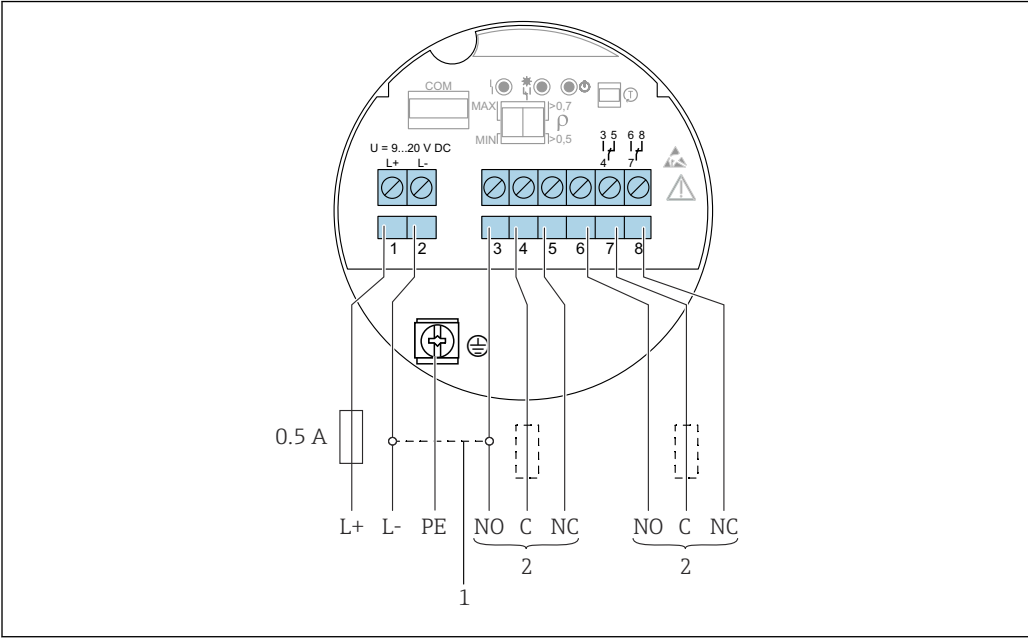 COM
MAX
>0,7
ρ
MIN
>0,5
U = 9...20 V DC
L+ L-
3 5 6 8
4 7
1 2 3 4 5 6 7 8
0.5 A
L+ L- PE NO C NC NO C NC
2 2
1